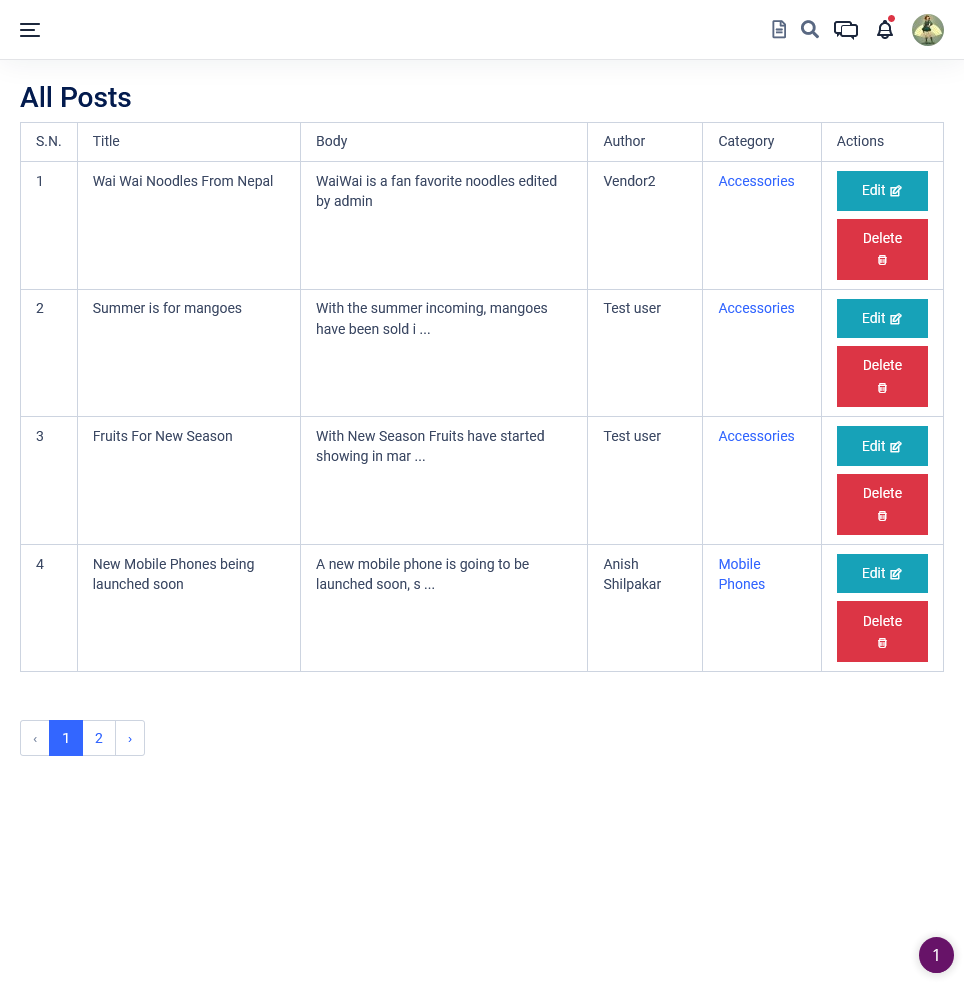 All Posts
S.N. Title Body Author Category Actions
1 Wai Wai Noodles From Nepal WaiWai is a fan favorite noodles edited Vendor2 Accessories Edit
by admin
Delete
2 Summer is for mangoes With the summer incoming, mangoes Test user Accessories Edit
have been sold i ...
Delete
3 Fruits For New Season With New Season Fruits have started Test user Accessories Edit
showing in mar ...
Delete
4 New Mobile Phones being A new mobile phone is going to be Anish Mobile Edit
launched soon launched soon, s ... Shilpakar Phones
Delete
‹ 1 2 ›
1